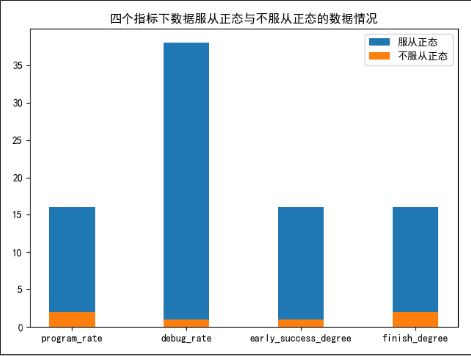 四个指标下数据服从正态与不服从正态的数据情况
服从正态
不服从正态
35
30
25
20
15
10
5
0
program_rate
debug_rate
early_success_degree
finish_degree